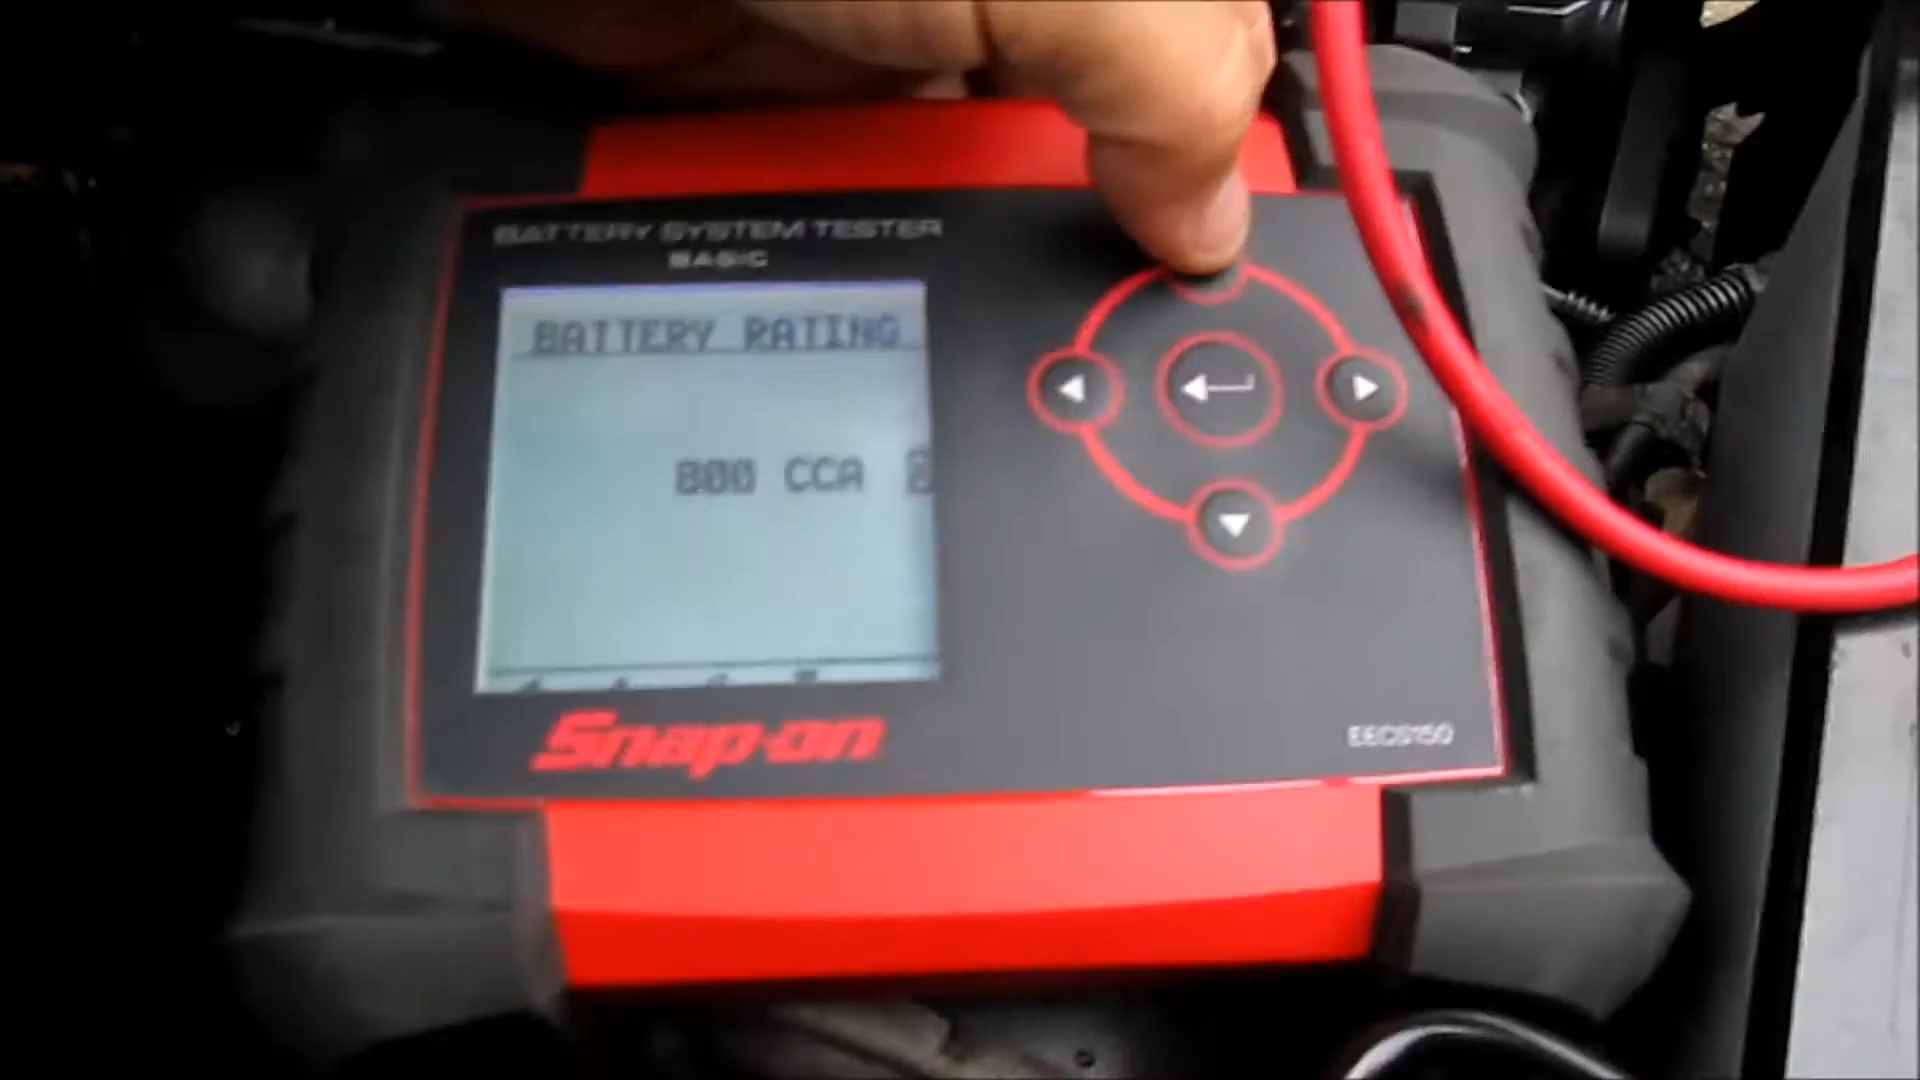 BATTERY SYSTEM TESTER
BASIC
BATTERY RATING
800 CCA
Snap-on
EECS150